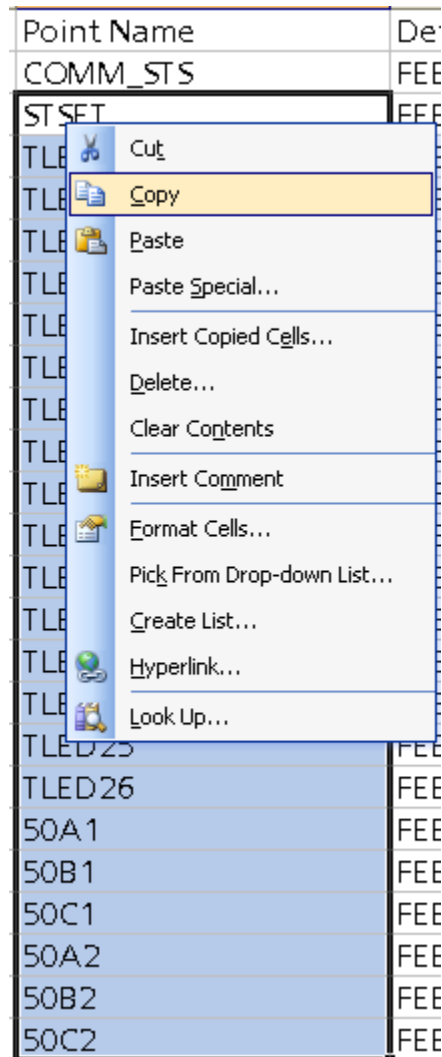 Point Name
COMM_STS
STSET
Cut
Copy
Paste
Paste Special...
Insert Copied Cells...
Delete...
Clear Contents
Insert Comment
Format Cells...
Pick From Drop-down List...
Create List...
Hyperlink...
Look Up...
TLED25
TLED26
50A1
50B1
50C1
50A2
50B2
50C2